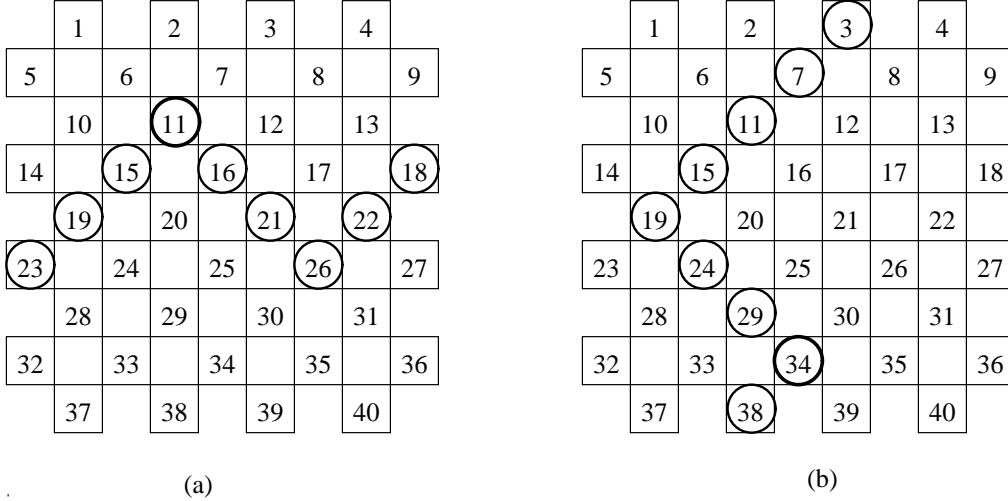 1 2 3 4 1 2 3 4
5 6 7 8 9 5 6 7 8 9
10 11 12 13 10 11 12 13
14 15 16 17 18 14 15 16 17 18
19 20 21 22 19 20 21 22
23 24 25 26 27 23 24 25 26 27
28 29 30 31 28 29 30 31
32 33 34 35 36 32 33 34 35 36
37 38 39 40 37 38 39 40
(a) (b)